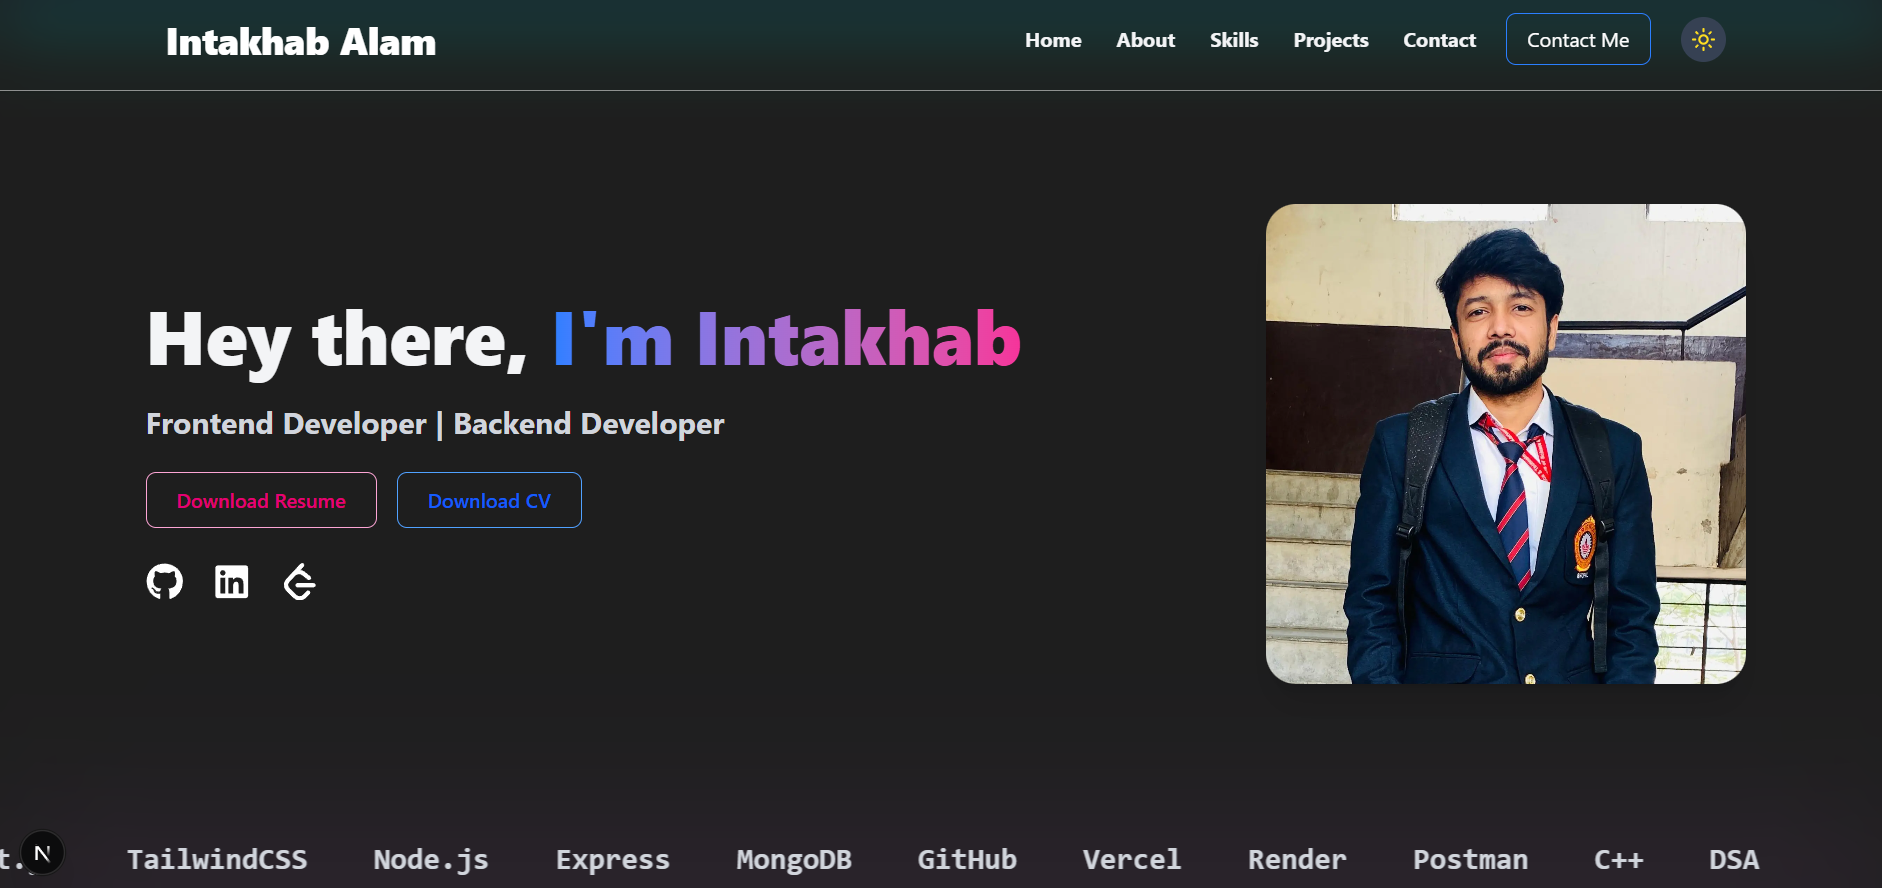 Intakhab Alam
Home About Skills Projects Contact Contact Me
Hey there, I'm Intakhab
Frontend Developer | Backend Developer
Download Resume Download CV
in
N
TailwindCSS Node.js Express MongoDB GitHub Vercel Render Postman C++ DSA